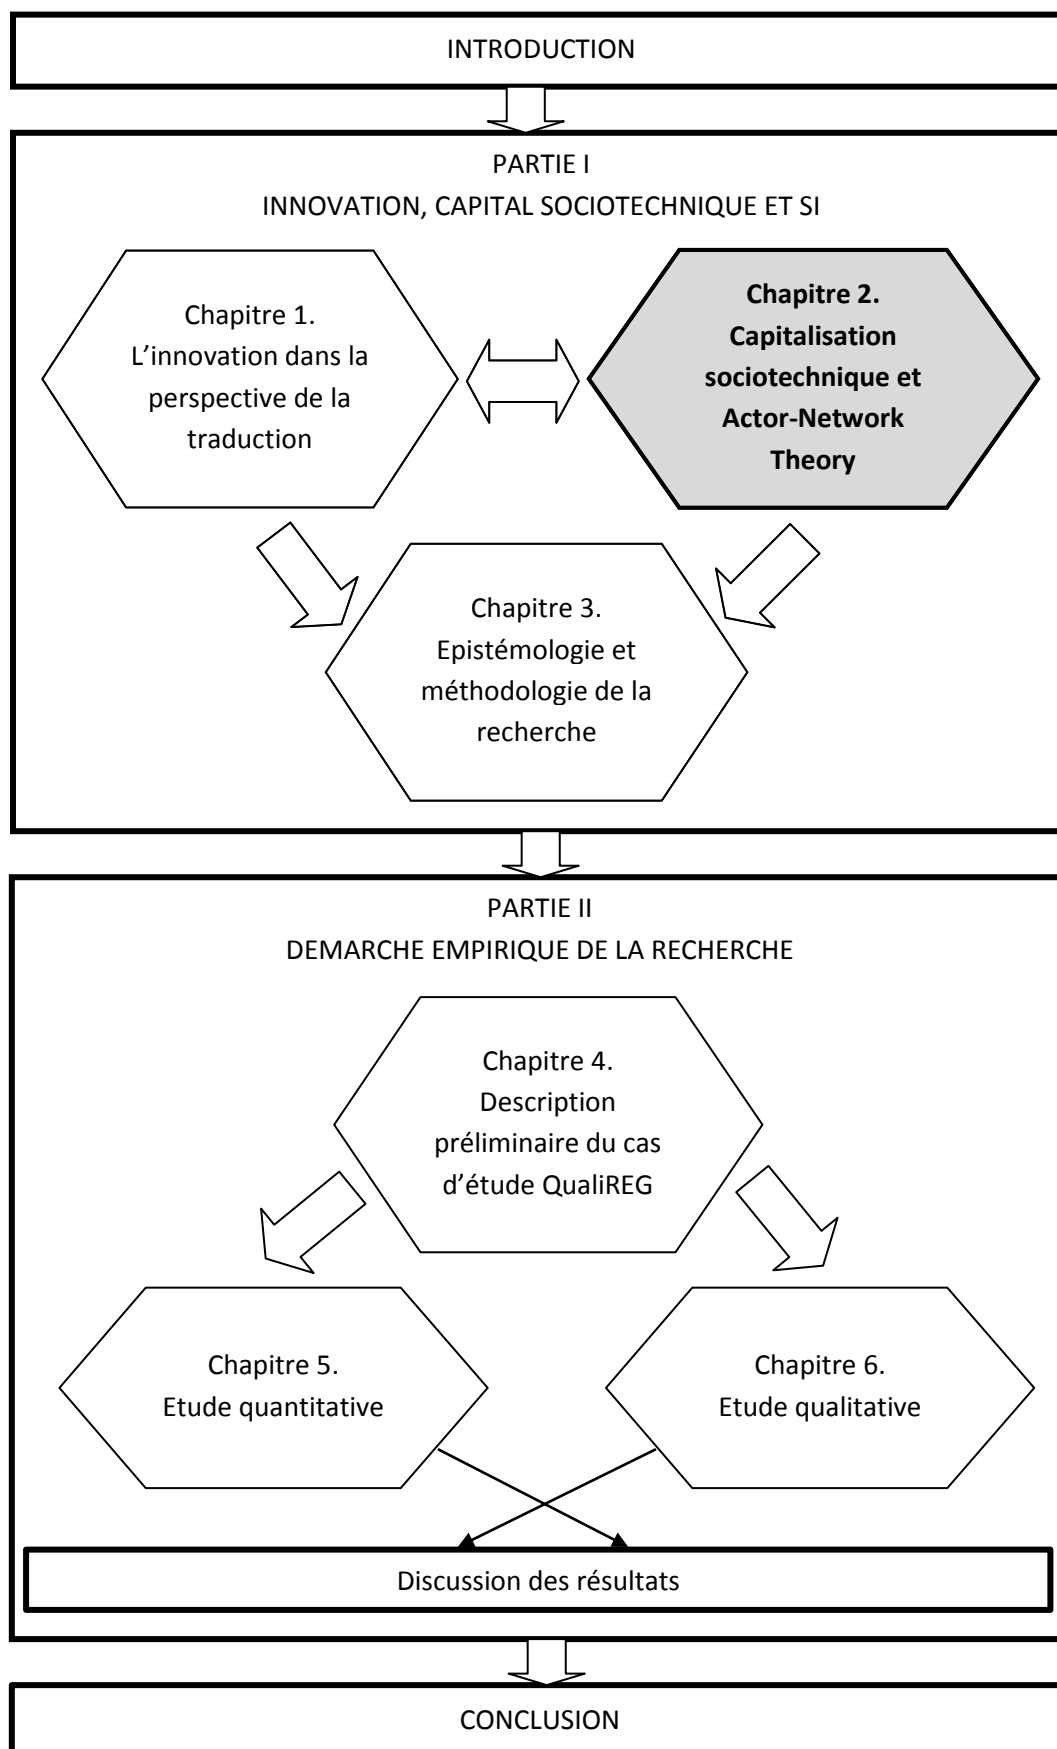 INTRODUCTION
PARTIE I
INNOVATION, CAPITAL SOCIOTECHNIQUE ET SI
Chapitre 1.
L’innovation dans la
perspective de la
traduction
Chapitre 2.
Capitalisation
sociotechnique et
Actor-Network
Theory
Chapitre 3.
Epistémologie et
méthodologie de la
recherche
PARTIE II
DEMARCHE EMPIRIQUE DE LA RECHERCHE
Chapitre 4.
Description
préliminaire du cas
d’étude QualiREG
Chapitre 5.
Etude quantitative
Chapitre 6.
Etude qualitative
Discussion des résultats
CONCLUSION